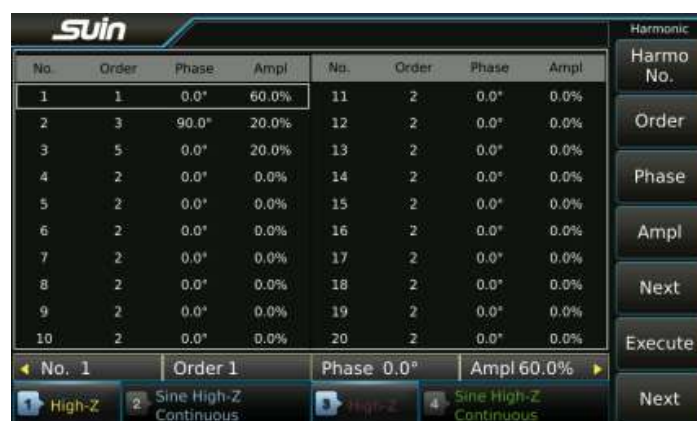 Suin
Harmonic
No. Order Phase Ampl No. Order Phase Ampl
1 1 0.0° 60.0% 11 2 0.0° 0.0%
2 3 90.0° 20.0% 12 2 0.0° 0.0%
3 5 0.0° 20.0% 13 2 0.0° 0.0%
4 2 0.0° 0.0% 14 2 0.0° 0.0%
5 2 0.0° 0.0% 15 2 0.0° 0.0%
6 2 0.0° 0.0% 16 2 0.0° 0.0%
7 2 0.0° 0.0% 17 2 0.0° 0.0%
8 2 0.0° 0.0% 18 2 0.0° 0.0%
9 2 0.0° 0.0% 19 2 0.0° 0.0%
10 2 0.0° 0.0% 20 2 0.0° 0.0%
No. 1 Order 1 Phase 0.0° Ampl 60.0%
1 High-Z 2 Sine High-Z 3 High-Z 4 Sine High-Z
Continuous Continuous
Harmo
No.
Order
Phase
Ampl
Next
Execute
Next